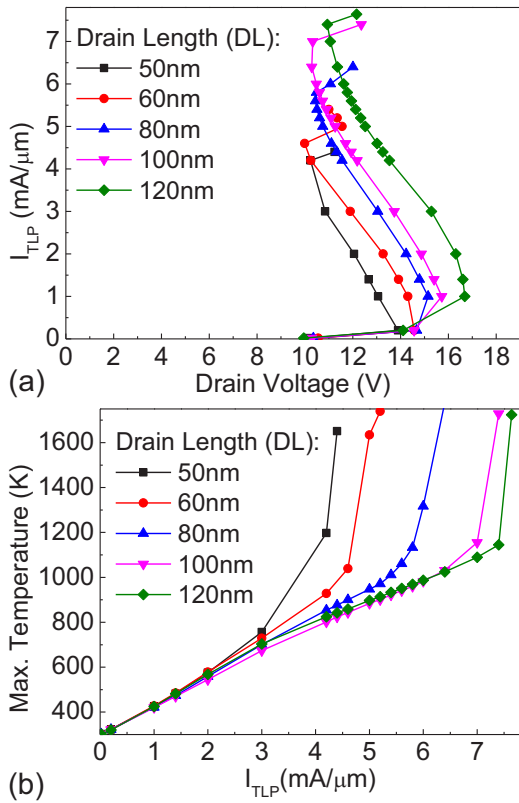 7
6
5
4
3
2
1
0
I_TLP (mA/μm)
Drain Length (DL):
50nm
60nm
80nm
100nm
120nm
0 2 4 6 8 10 12 14 16 18
(a)
Drain Voltage (V)
1600
1400
1200
1000
800
600
400
Max. Temperature (K)
Drain Length (DL):
50nm
60nm
80nm
100nm
120nm
0 1 2 3 4 5 6 7
(b)
I_TLP(mA/μm)